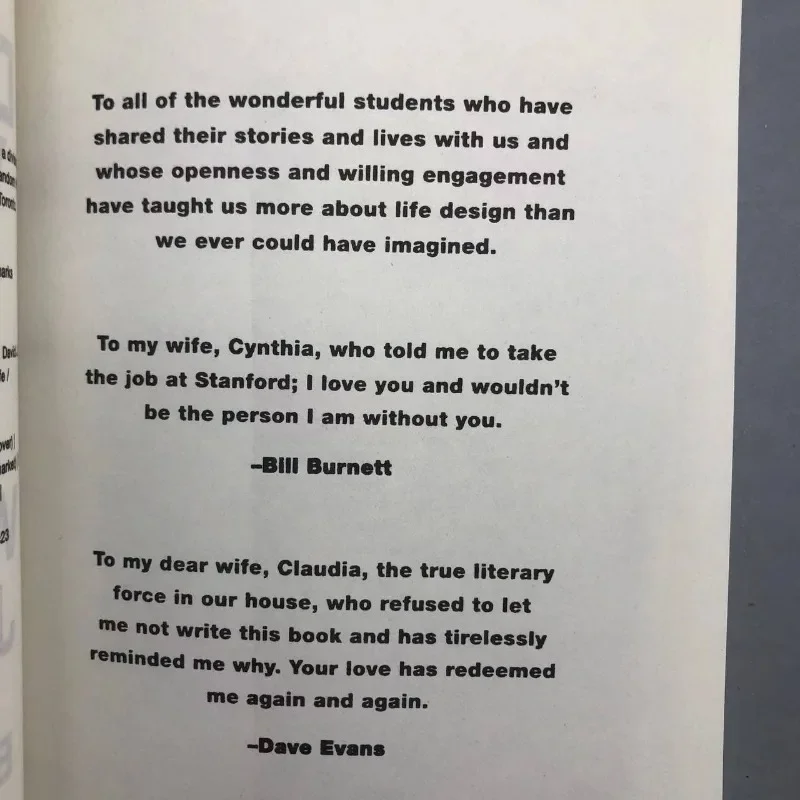 To all of the wonderful students who have
shared their stories and lives with us and
whose openness and willing engagement
have taught us more about life design than
we ever could have imagined.
To my wife, Cynthia, who told me to take
the job at Stanford; I love you and wouldn't
be the person I am without you.
–Bill Burnett
To my dear wife, Claudia, the true literary
force in our house, who refused to let
me not write this book and has tirelessly
reminded me why. Your love has redeemed
me again and again.
–Dave Evans